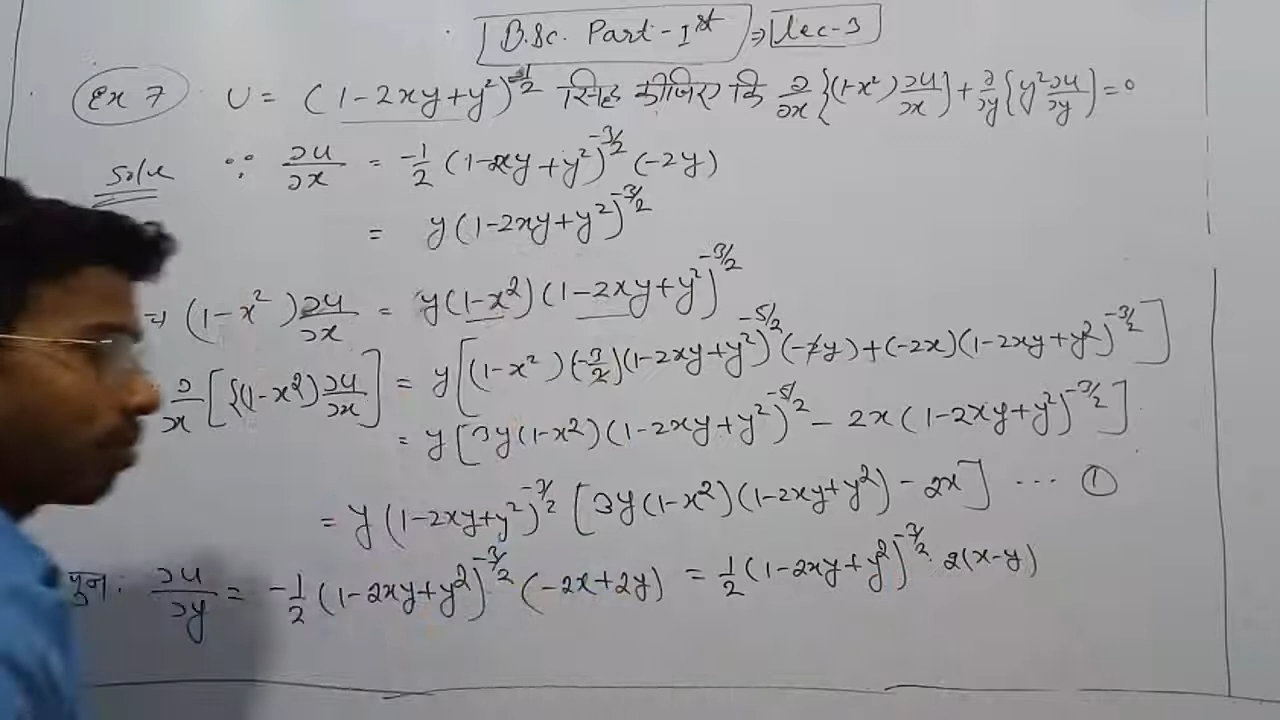 B.Sc. Part-Iˢᵗ ⇒ Lec-3
Ex 7 U = (1-2xy+y²)^-1/2 सिद्ध कीजिए कि ∂/∂x {(1-x²) ∂u/∂x} + ∂/∂y {y² ∂u/∂y} = 0
Solu ∵ ∂u/∂x = -1/2 (1-2xy+y²)^-3/2 (-2y)
= y(1-2xy+y²)^-3/2
⇒ (1-x²) ∂u/∂x = y(1-x²)(1-2xy+y²)^-3/2
∂/∂x [{(1-x²) ∂u/∂x] = y[(1-x²)(-3/2)(1-2xy+y²)^-5/2 (-2y) + (-2x)(1-2xy+y²)^-3/2]
= y[3y(1-x²)(1-2xy+y²)^-5/2 - 2x(1-2xy+y²)^-3/2]
= y(1-2xy+y²)^-3/2 [3y(1-x²)(1-2xy+y²) - 2x] ... ①
पुनः ∂u/∂y = -1/2 (1-2xy+y²)^-3/2 (-2x+2y) = 1/2 (1-2xy+y²)^-3/2 2(x-y)